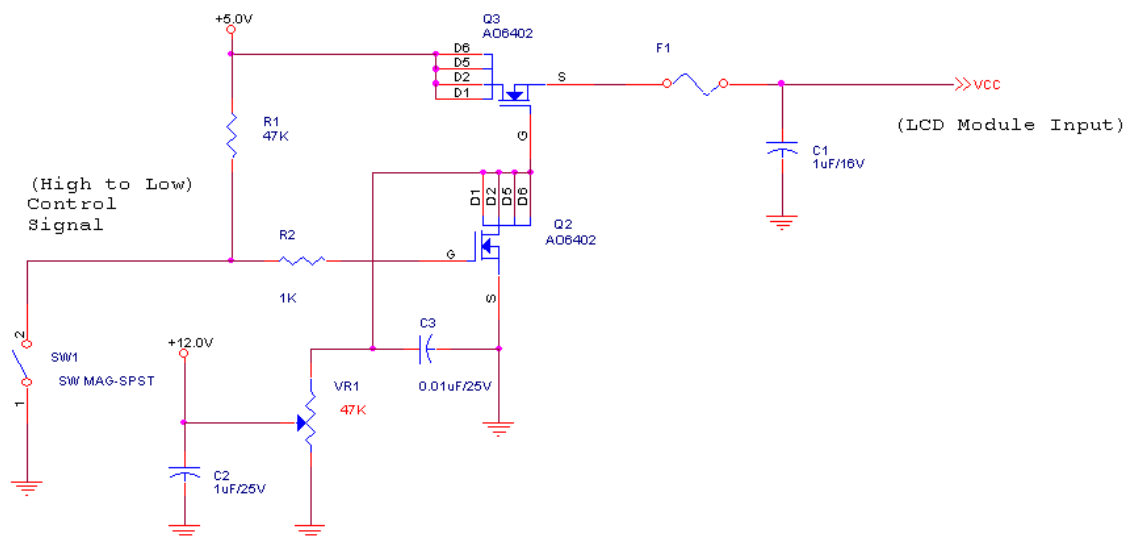 +5.0V
Q3
AO6402
D6
D5
D2
D1
S
G
F1
VCC
(LCD Module Input)
C1
1uF/16V
R1
47K
(High to Low)
Control
Signal
D1
D2
D5
D6
Q2
AO6402
R2
1K
G
S
C3
0.01uF/25V
2
SW1
SW MAG-SPST
1
+12.0V
VR1
47K
C2
1uF/25V